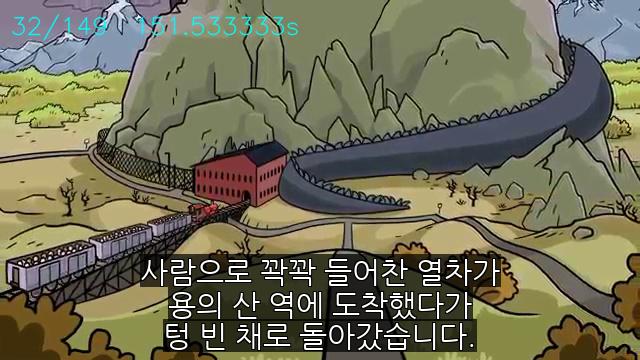 32/149 151.533333s
사람으로 꽉꽉 들어찬 열차가
용의 산 역에 도착했다가
텅 빈 채로 돌아갔습니다.